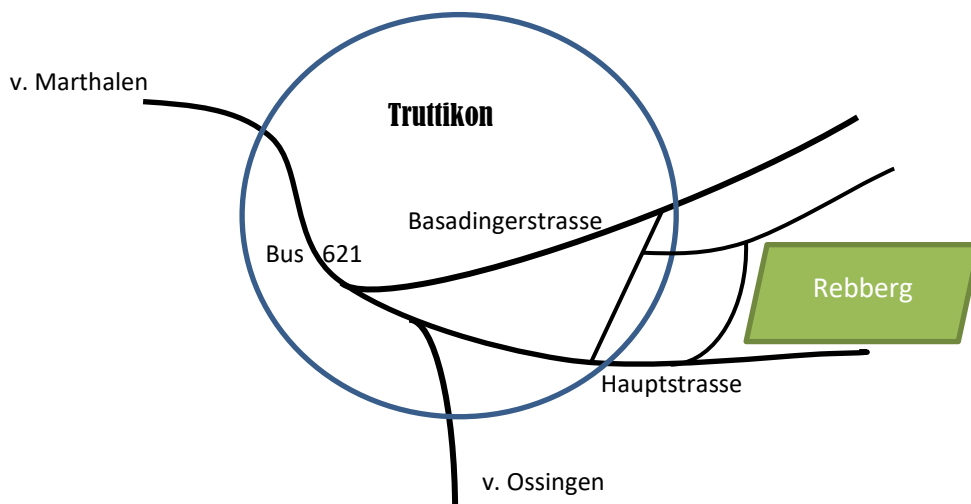 v. Marthalen
Truttikon
Basadingerstrasse
Bus 621
Rebberg
Hauptstrasse
v. Ossingen